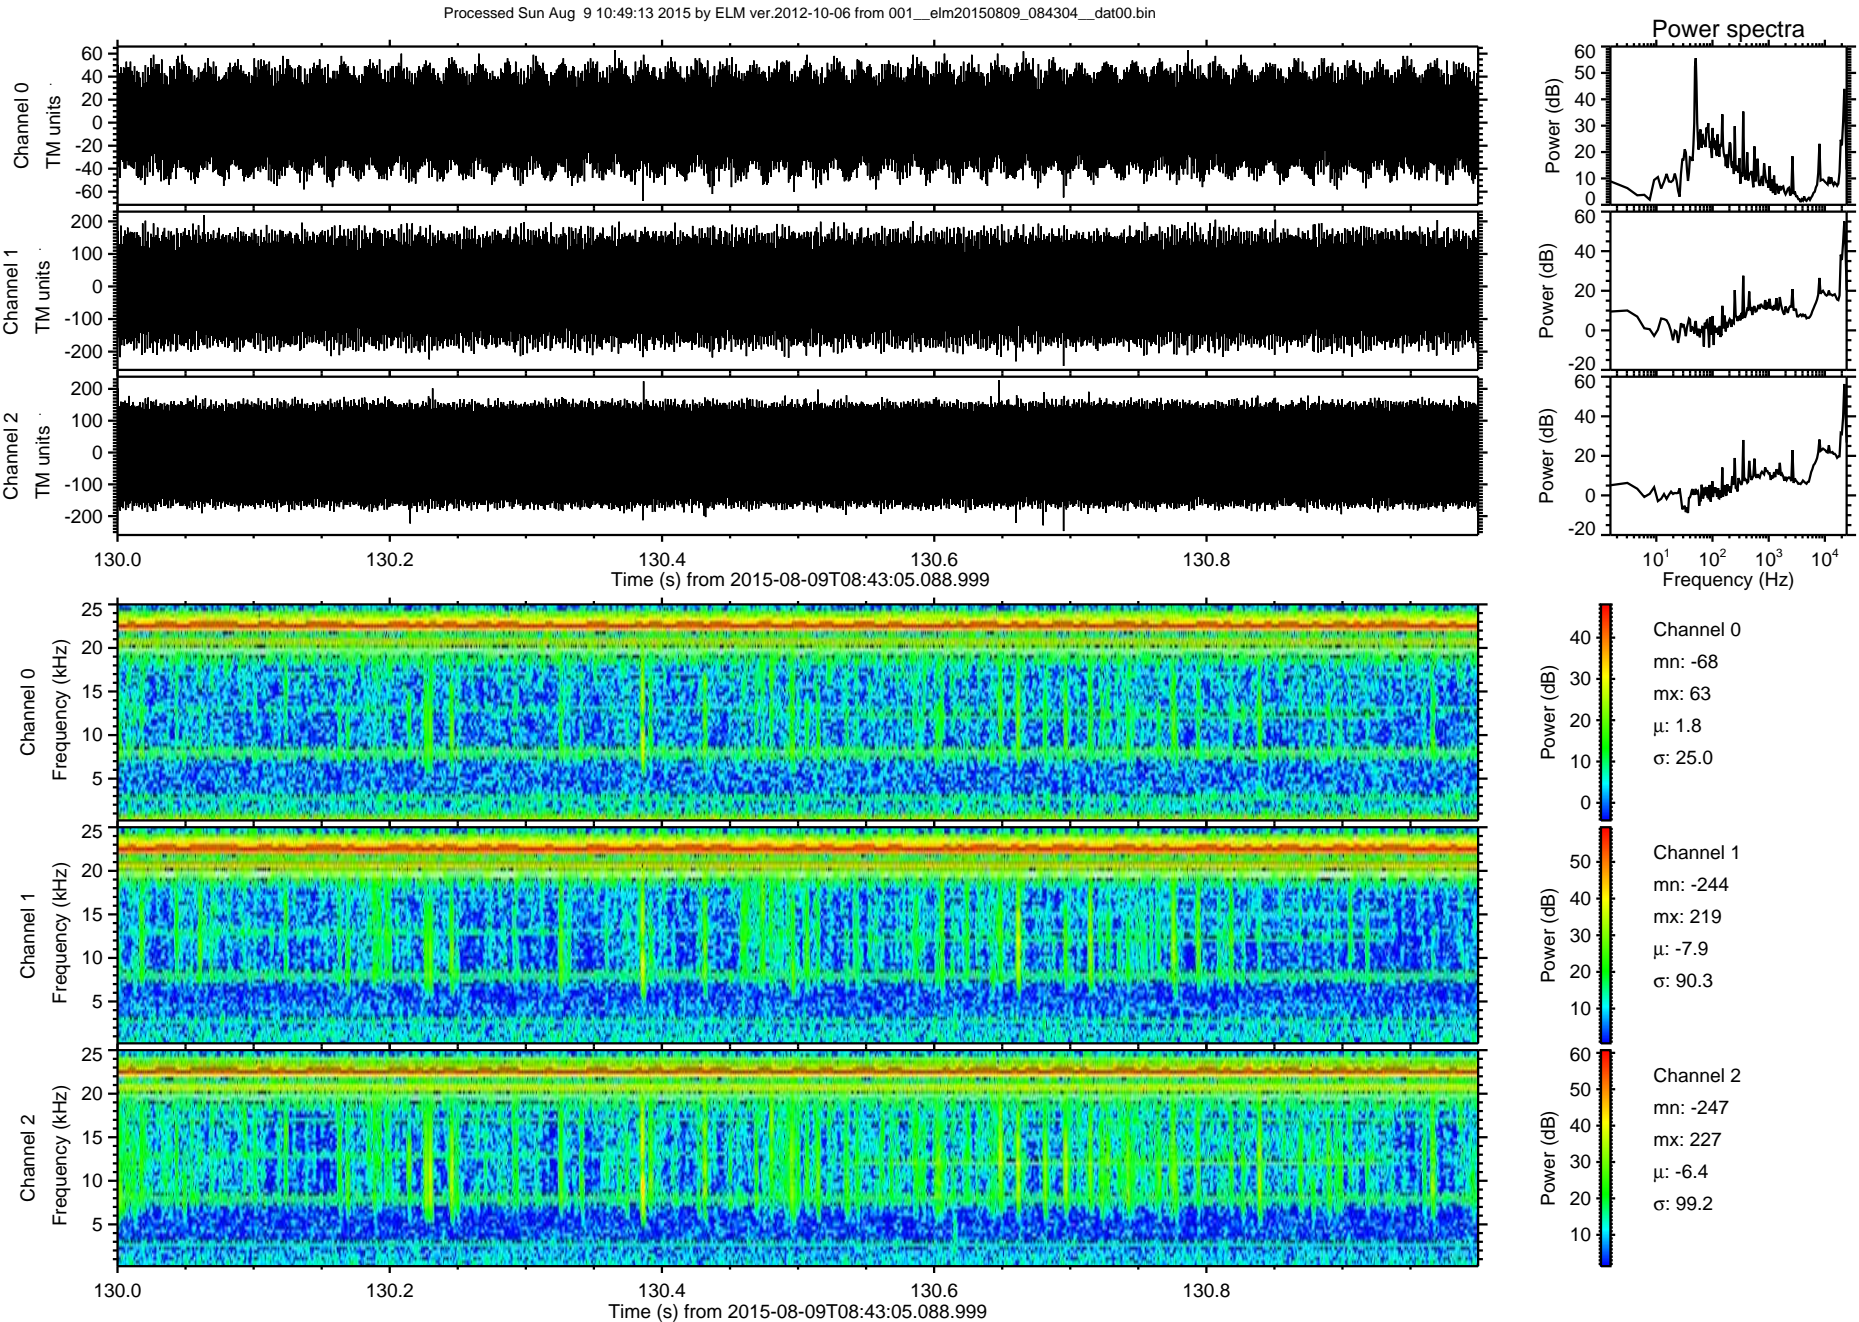 Processed Sun Aug  9 10:49:13 2015 by ELM ver.2012-10-06 from 001__elm20150809_084304__dat00.bin
Power spectra
Channel 0
TM units
60
40
20
0
-20
-40
-60
Power (dB)
60
50
40
30
20
10
0
Channel 1
TM units
200
100
0
-100
-200
Power (dB)
60
40
20
0
-20
Channel 2
TM units
200
100
0
-100
-200
Power (dB)
60
40
20
0
-20
130.0 130.2 130.4 130.6 130.8
Time (s) from 2015-08-09T08:43:05.088.999
10¹ 10² 10³ 10⁴
Frequency (Hz)
Channel 0
Frequency (kHz)
25
20
15
10
5
Power (dB)
40
30
20
10
0
Channel 0
mn: -68
mx: 63
μ: 1.8
σ: 25.0
Channel 1
Frequency (kHz)
25
20
15
10
5
Power (dB)
50
40
30
20
10
Channel 1
mn: -244
mx: 219
μ: -7.9
σ: 90.3
Channel 2
Frequency (kHz)
25
20
15
10
5
Power (dB)
60
50
40
30
20
10
Channel 2
mn: -247
mx: 227
μ: -6.4
σ: 99.2
130.0 130.2 130.4 130.6 130.8
Time (s) from 2015-08-09T08:43:05.088.999